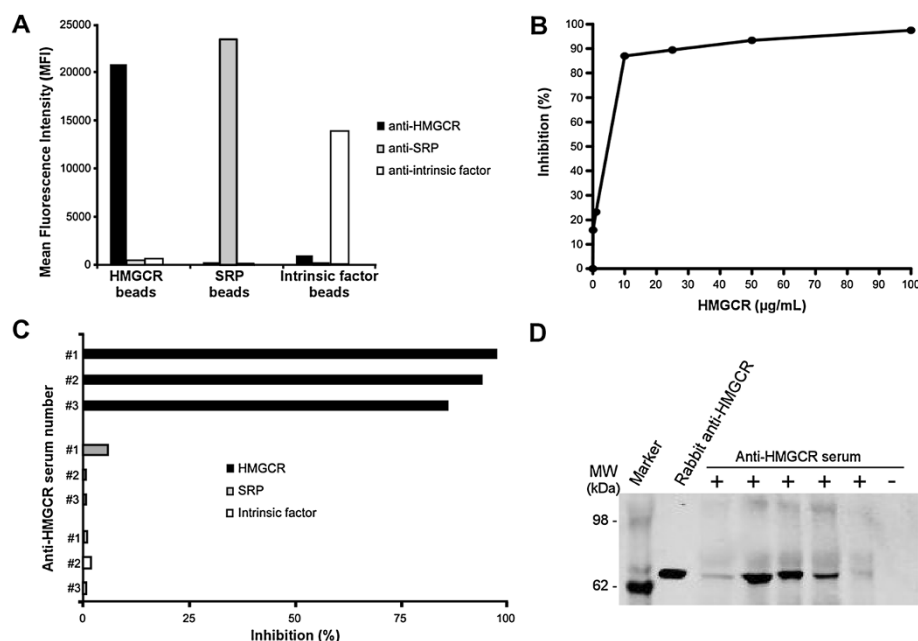 A
Mean Fluorescence Intensity (MFI)
25000
20000
15000
10000
5000
0
HMGCR
beads
SRP
beads
Intrinsic factor
beads
anti-HMGCR
anti-SRP
anti-intrinsic factor
B
Inhibition (%)
100
90
80
70
60
50
40
30
20
10
0
0 10 20 30 40 50 60 70 80 90 100
HMGCR (µg/mL)
C
Anti-HMGCR serum number
#1
#2
#3
#1
#2
#3
#1
#2
#3
HMGCR
SRP
Intrinsic factor
0 25 50 75 100
Inhibition (%)
D
MW
(kDa)
Marker
Rabbit anti-HMGCR
Anti-HMGCR serum
+ + + + + -
98 -
62 -